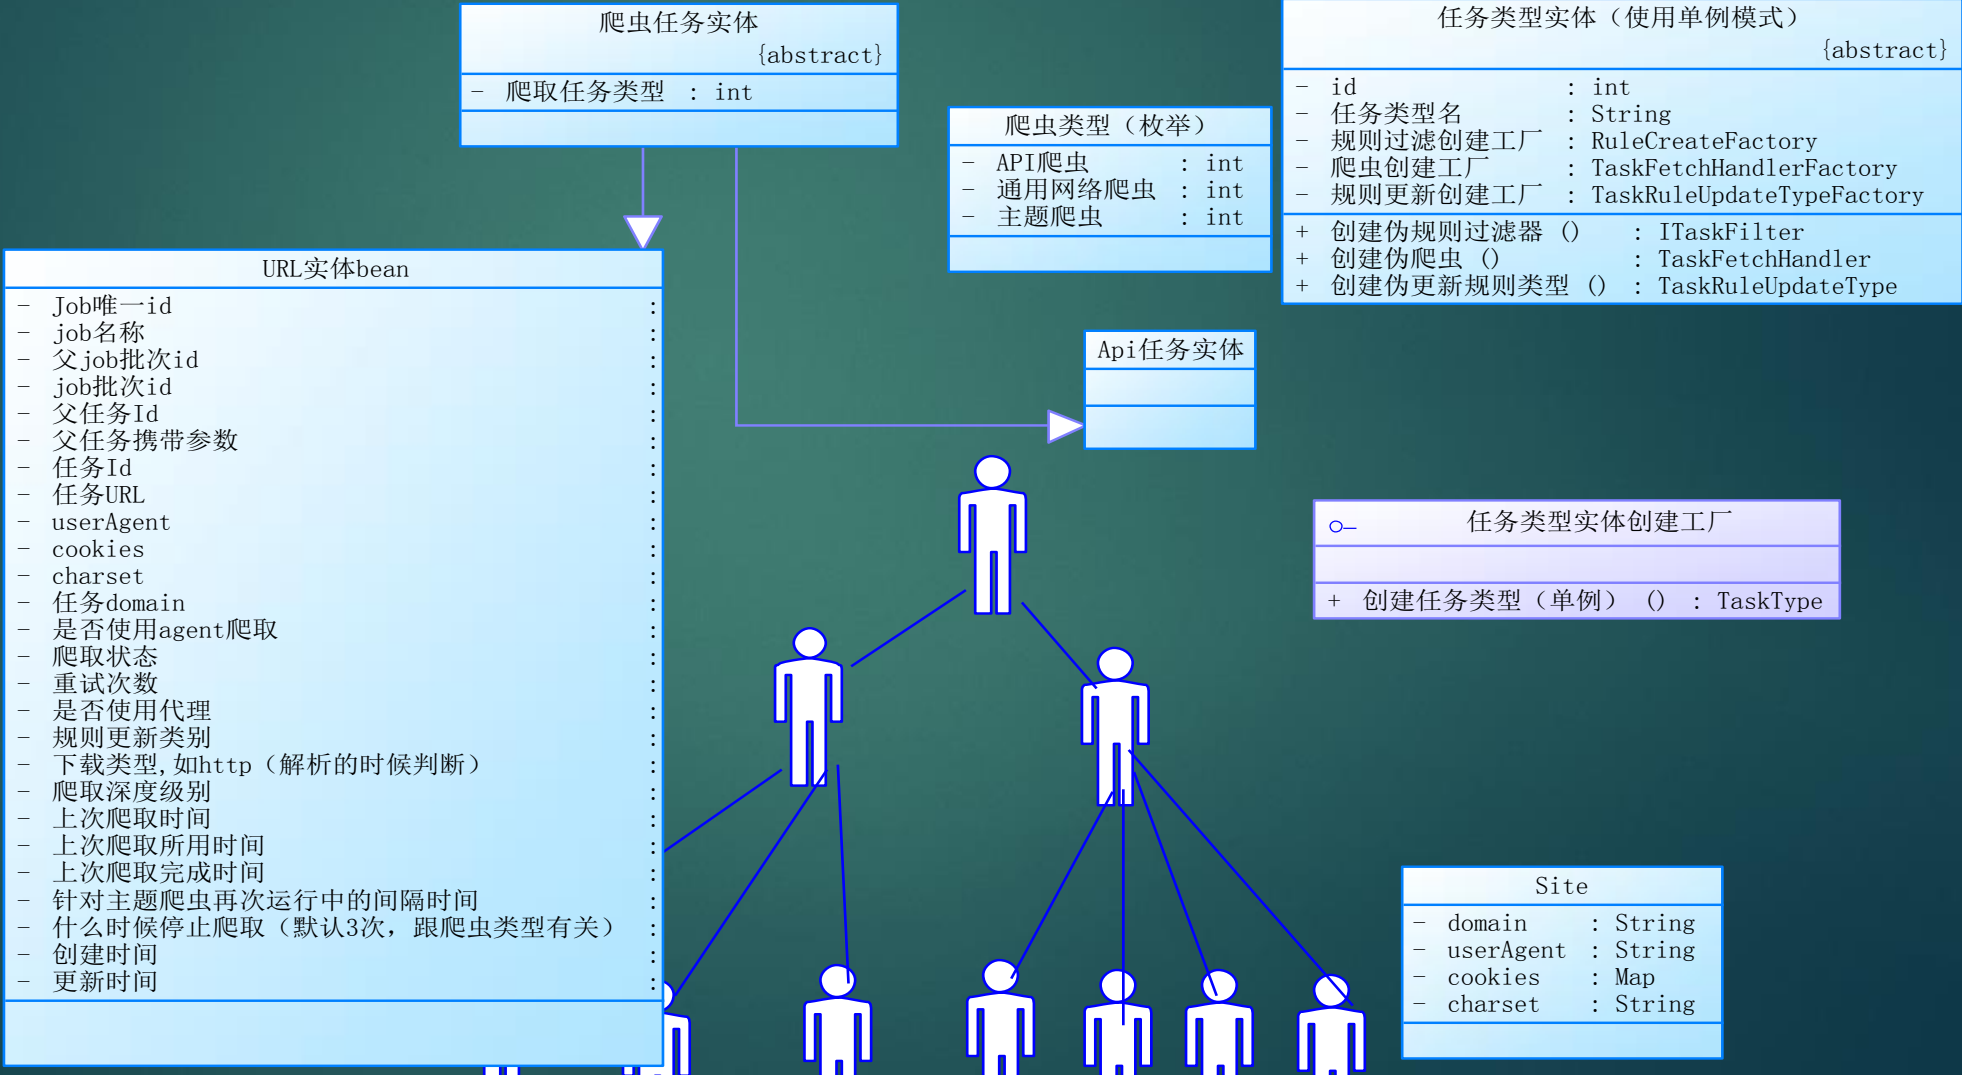 爬虫任务实体
{abstract}
- 爬取任务类型 : int
任务类型实体（使用单例模式）
{abstract}
- id : int
- 任务类型名 : String
- 规则过滤创建工厂 : RuleCreateFactory
- 爬虫创建工厂 : TaskFetchHandlerFactory
- 规则更新创建工厂 : TaskRuleUpdateTypeFactory
+ 创建伪规则过滤器 () : ITaskFilter
+ 创建伪爬虫 () : TaskFetchHandler
+ 创建伪更新规则类型 () : TaskRuleUpdateType
爬虫类型（枚举）
- API爬虫 : int
- 通用网络爬虫 : int
- 主题爬虫 : int
URL实体bean
- Job唯一id :
- job名称 :
- 父job批次id :
- job批次id :
- 父任务Id :
- 父任务携带参数 :
- 任务Id :
- 任务URL :
- userAgent :
- cookies :
- charset :
- 任务domain :
- 是否使用agent爬取 :
- 爬取状态 :
- 重试次数 :
- 是否使用代理 :
- 规则更新类别 :
- 下载类型,如http（解析的时候判断） :
- 爬取深度级别 :
- 上次爬取时间 :
- 上次爬取所用时间 :
- 上次爬取完成时间 :
- 针对主题爬虫再次运行中的间隔时间 :
- 什么时候停止爬取（默认3次，跟爬虫类型有关） :
- 创建时间 :
- 更新时间 :
Api任务实体
任务类型实体创建工厂
+ 创建任务类型（单例） () : TaskType
Site
- domain : String
- userAgent : String
- cookies : Map
- charset : String